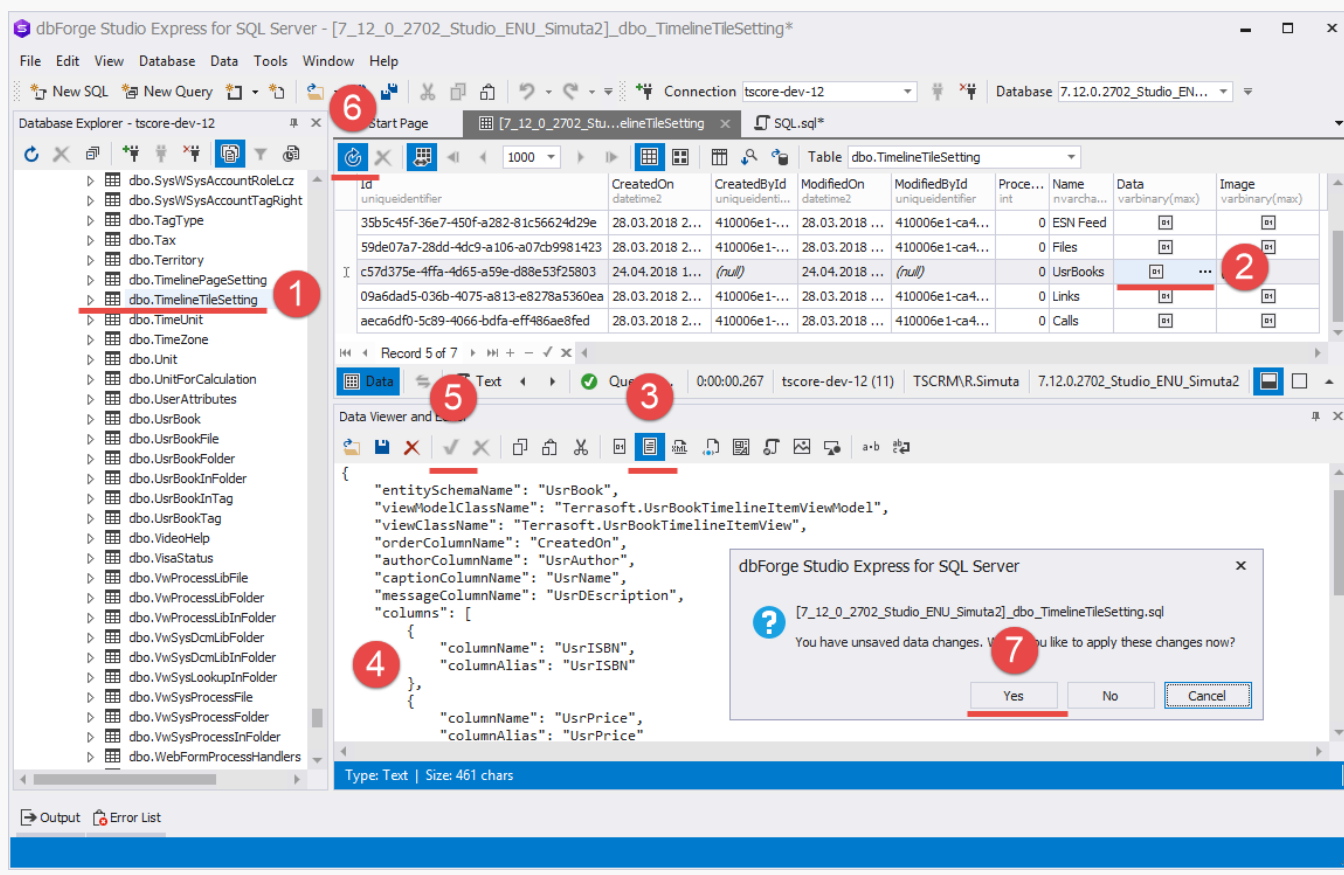 dbForge Studio Express for SQL Server - [7_12_0_2702_Studio_ENU_Simuta2]_dbo_TimelineTileSetting*
File Edit View Database Data Tools Window Help
New SQL New Query Connection tscore-dev-12 Database 7.12.0.2702_Studio_EN...
Database Explorer - tscore-dev-12
dbo.SysWSysAccountRoleLcz
dbo.SysWSysAccountTagRight
dbo.TagType
dbo.Tax
dbo.Territory
dbo.TimelinePageSetting
dbo.TimelineTileSetting
1
dbo.TimeUnit
dbo.TimeZone
dbo.Unit
dbo.UnitForCalculation
dbo.UserAttributes
dbo.UsrBook
dbo.UsrBookFile
dbo.UsrBookFolder
dbo.UsrBookInFolder
dbo.UsrBookInTag
dbo.UsrBookTag
dbo.VideoHelp
dbo.VisaStatus
dbo.VwProcessLibFile
dbo.VwProcessLibFolder
dbo.VwProcessLibInFolder
dbo.VwSysDcmLibFolder
dbo.VwSysDcmLibInFolder
dbo.VwSysLookupInFolder
dbo.VwSysProcessFile
dbo.VwSysProcessFolder
dbo.VwSysProcessInFolder
dbo.WebFormProcessHandlers
6
Start Page [7_12_0_2702_Stu...elineTileSetting SQL.sql*
1000 Table dbo.TimelineTileSetting
Id CreatedOn CreatedById ModifiedOn ModifiedById Proce... Name Data Image
uniqueidentifier datetime2 uniqueidenti... datetime2 uniqueidentifier int nvarcha... varbinary(max) varbinary(max)
35b5c45f-36e7-450f-a282-81c56624d29e 28.03.2018 2... 410006e1-... 28.03.2018 ... 410006e1-ca4... 0 ESN Feed
59de07a7-28dd-4dc9-a106-a07cb9981423 28.03.2018 2... 410006e1-... 28.03.2018 ... 410006e1-ca4... 0 Files
c57d375e-4ffa-4d65-a59e-d88e53f25803 24.04.2018 1... (null) 24.04.2018 ... (null) 0 UsrBooks ... 2
09a6dad5-036b-4075-a813-e8278a5360ea 28.03.2018 2... 410006e1-... 28.03.2018 ... 410006e1-ca4... 0 Links
aeca6df0-5c89-4066-bdfa-eff486ae8fed 28.03.2018 2... 410006e1-... 28.03.2018 ... 410006e1-ca4... 0 Calls
Record 5 of 7
Data Text 0:00:00.267 tscore-dev-12 (11) TSCRM\R.Simuta 7.12.0.2702_Studio_ENU_Simuta2
5 3
Data Viewer and
XML a•b
{
"entitySchemaName": "UsrBook",
"viewModelClassName": "Terrasoft.UsrBookTimelineItemViewModel",
"viewClassName": "Terrasoft.UsrBookTimelineItemView",
"orderColumnName": "CreatedOn",
"authorColumnName": "UsrAuthor",
"captionColumnName": "UsrName",
"messageColumnName": "UsrDEscription",
"columns": [
{
"columnName": "UsrISBN",
"columnAlias": "UsrISBN"
},
{
"columnName": "UsrPrice",
"columnAlias": "UsrPrice"
4
dbForge Studio Express for SQL Server
[7_12_0_2702_Studio_ENU_Simuta2]_dbo_TimelineTileSetting.sql
You have unsaved data changes. like to apply these changes now?
7
Yes No Cancel
Type: Text | Size: 461 chars
Output Error List